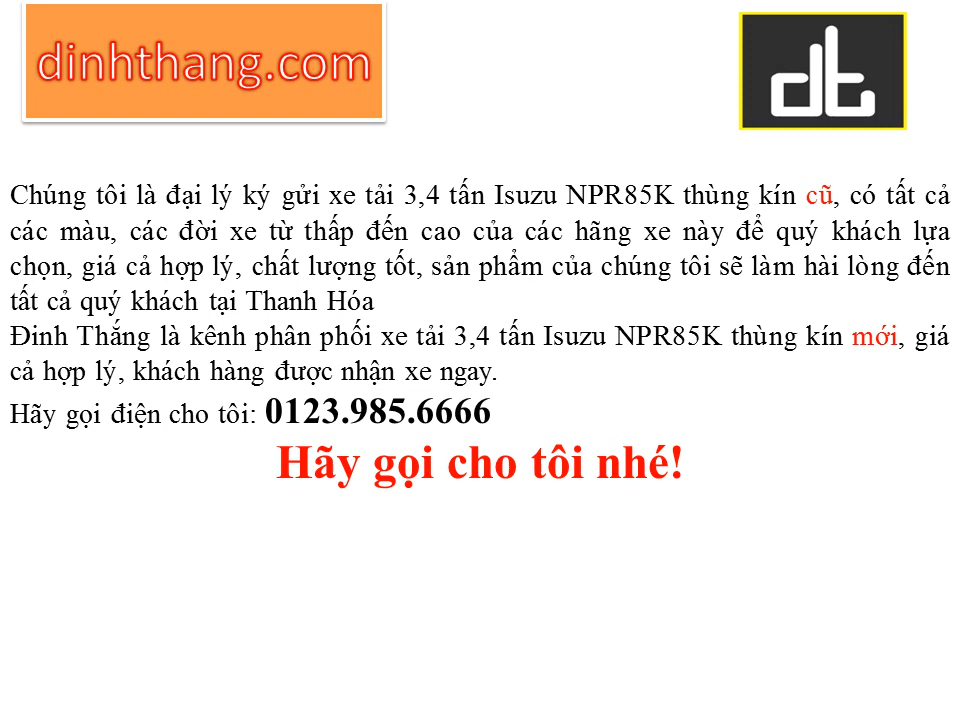 dinhthang.com
dt
Chúng tôi là đại lý ký gửi xe tải 3,4 tấn Isuzu NPR85K thùng kín cũ, có tất cả
các màu, các đời xe từ thấp đến cao của các hãng xe này để quý khách lựa
chọn, giá cả hợp lý, chất lượng tốt, sản phẩm của chúng tôi sẽ làm hài lòng đến
tất cả quý khách tại Thanh Hóa
Đinh Thắng là kênh phân phối xe tải 3,4 tấn Isuzu NPR85K thùng kín mới, giá
cả hợp lý, khách hàng được nhận xe ngay.
Hãy gọi điện cho tôi: 0123.985.6666
Hãy gọi cho tôi nhé!